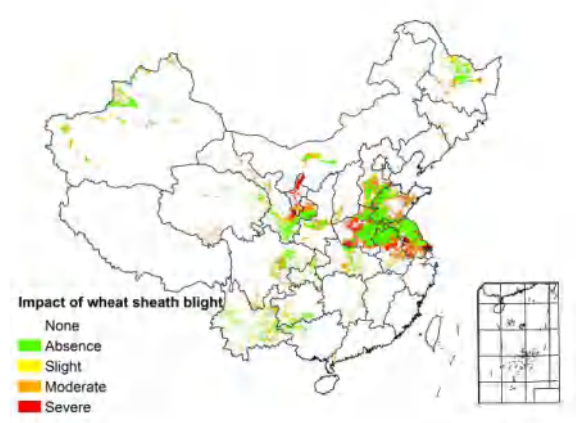 Impact of wheat sheath blight
None
Absence
Slight
Moderate
Severe